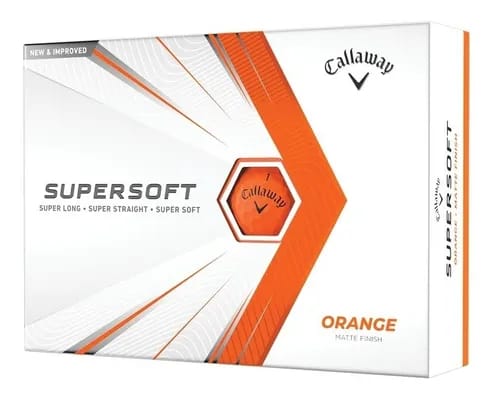 NEW & IMPROVED
Callaway
SUPERSOFT
SUPER LONG • SUPER STRAIGHT • SUPER SOFT
1
Callaway
ORANGE
MATTE FINISH
Callaway
SUPERSOFT
ORANGE • MATTE FINISH